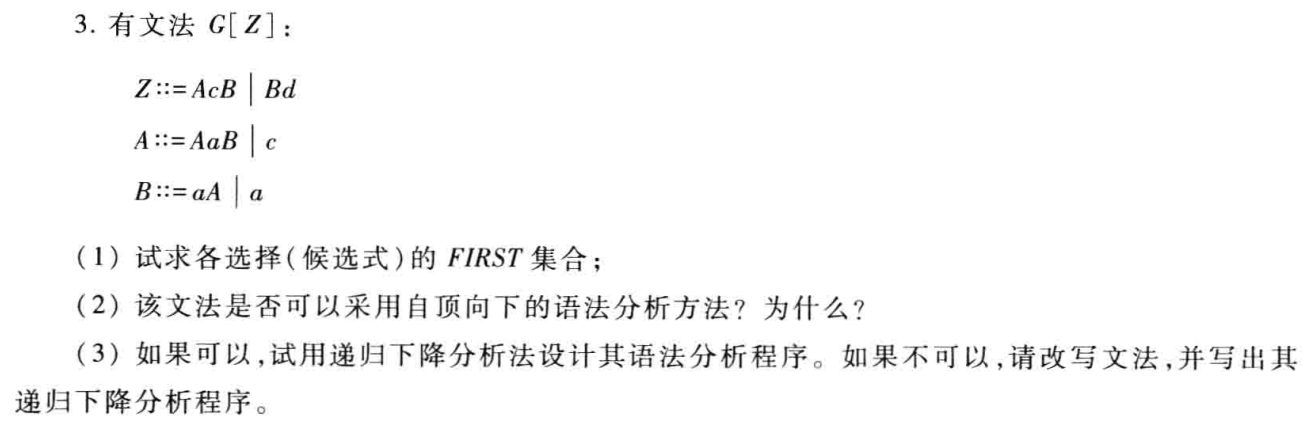 3. 有文法 G[Z]：
Z∷=AcB｜Bd
A∷=AaB｜c
B∷=aA｜a
(1) 试求各选择(候选式)的 FIRST 集合；
(2) 该文法是否可以采用自顶向下的语法分析方法？为什么？
(3) 如果可以,试用递归下降分析法设计其语法分析程序。如果不可以,请改写文法,并写出其
递归下降分析程序。